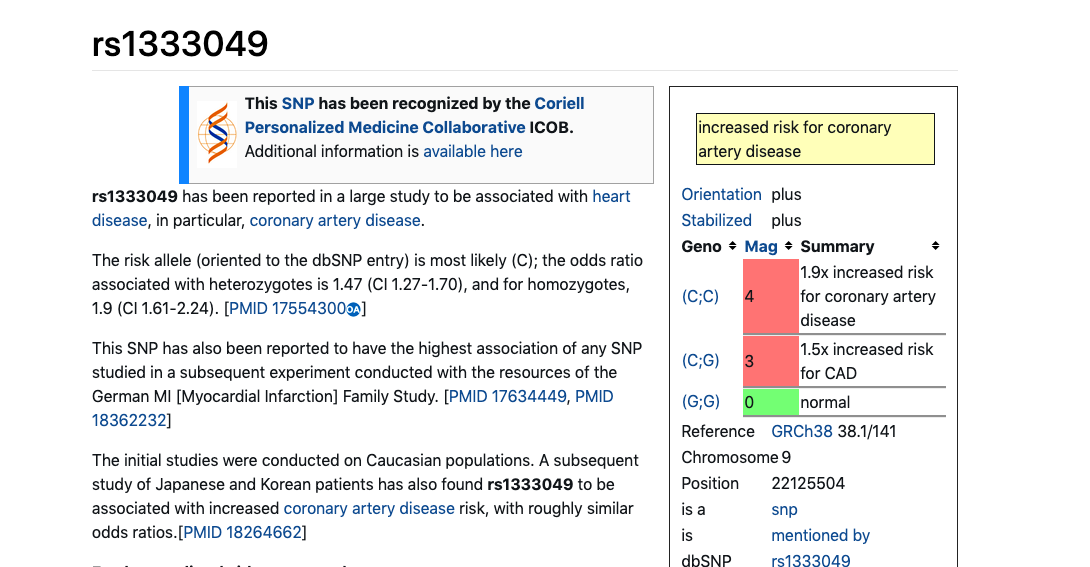 rs1333049
This SNP has been recognized by the Coriell
Personalized Medicine Collaborative ICOB.
Additional information is available here
rs1333049 has been reported in a large study to be associated with heart
disease, in particular, coronary artery disease.
The risk allele (oriented to the dbSNP entry) is most likely (C); the odds ratio
associated with heterozygotes is 1.47 (CI 1.27-1.70), and for homozygotes,
1.9 (CI 1.61-2.24). [PMID 17554300OA]
This SNP has also been reported to have the highest association of any SNP
studied in a subsequent experiment conducted with the resources of the
German MI [Myocardial Infarction] Family Study. [PMID 17634449, PMID
18362232]
The initial studies were conducted on Caucasian populations. A subsequent
study of Japanese and Korean patients has also found rs1333049 to be
associated with increased coronary artery disease risk, with roughly similar
odds ratios.[PMID 18264662]
increased risk for coronary
artery disease
Orientation plus
Stabilized plus
Geno Mag Summary
(C;C) 4 1.9x increased risk
for coronary artery
disease
(C;G) 3 1.5x increased risk
for CAD
(G;G) 0 normal
Reference GRCh38 38.1/141
Chromosome 9
Position 22125504
is a snp
is mentioned by
dbSNP rs1333049